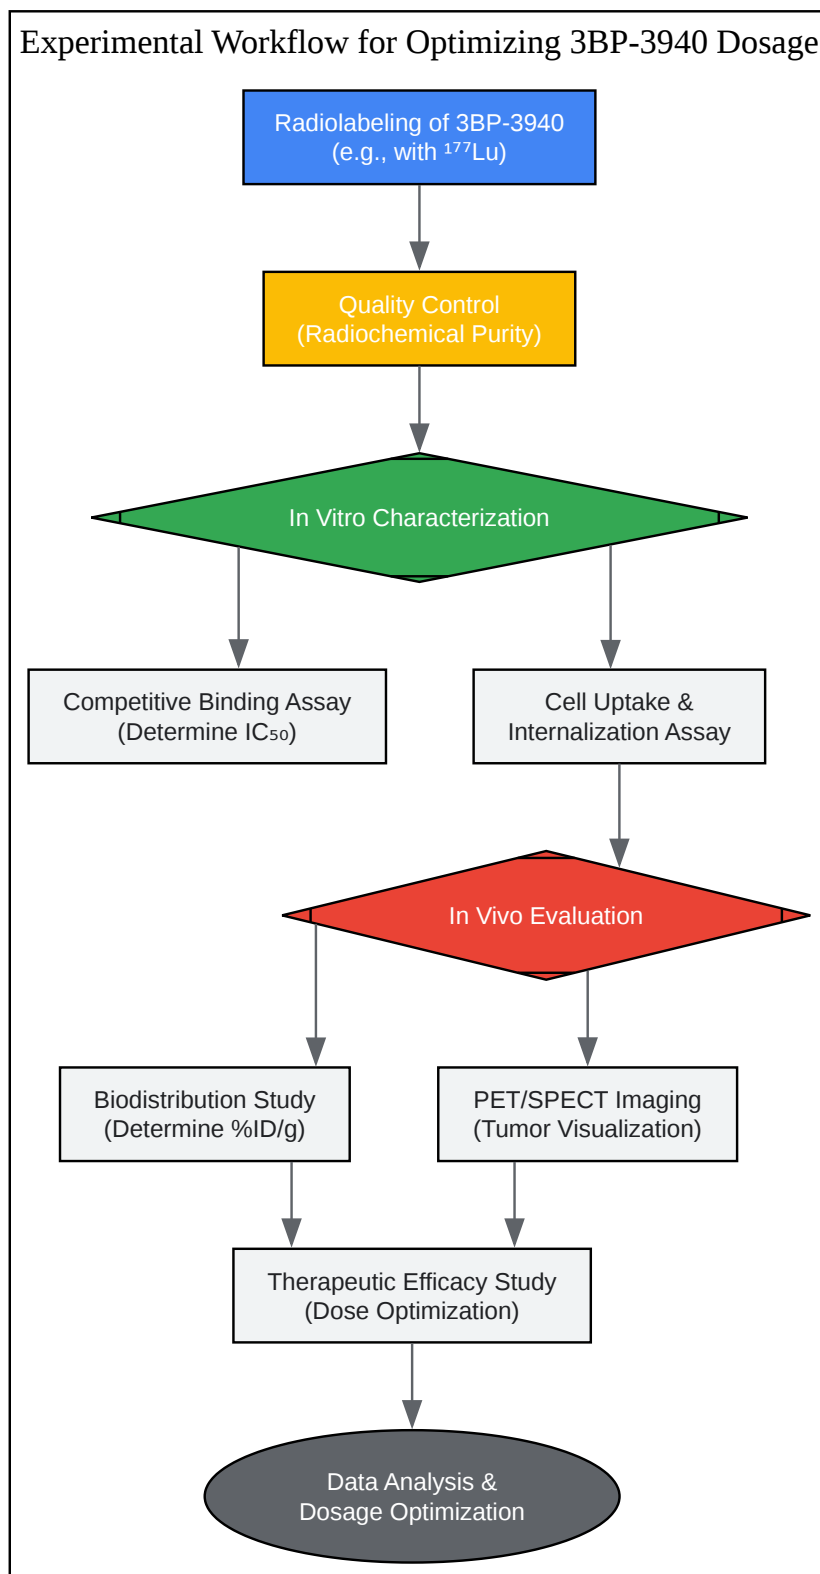 Experimental Workflow for Optimizing 3BP-3940 Dosage
Radiolabeling of 3BP-3940
(e.g., with ¹⁷⁷Lu)
Quality Control
(Radiochemical Purity)
In Vitro Characterization
Competitive Binding Assay
(Determine IC₅₀)
Cell Uptake &
Internalization Assay
In Vivo Evaluation
Biodistribution Study
(Determine %ID/g)
PET/SPECT Imaging
(Tumor Visualization)
Therapeutic Efficacy Study
(Dose Optimization)
Data Analysis &
Dosage Optimization